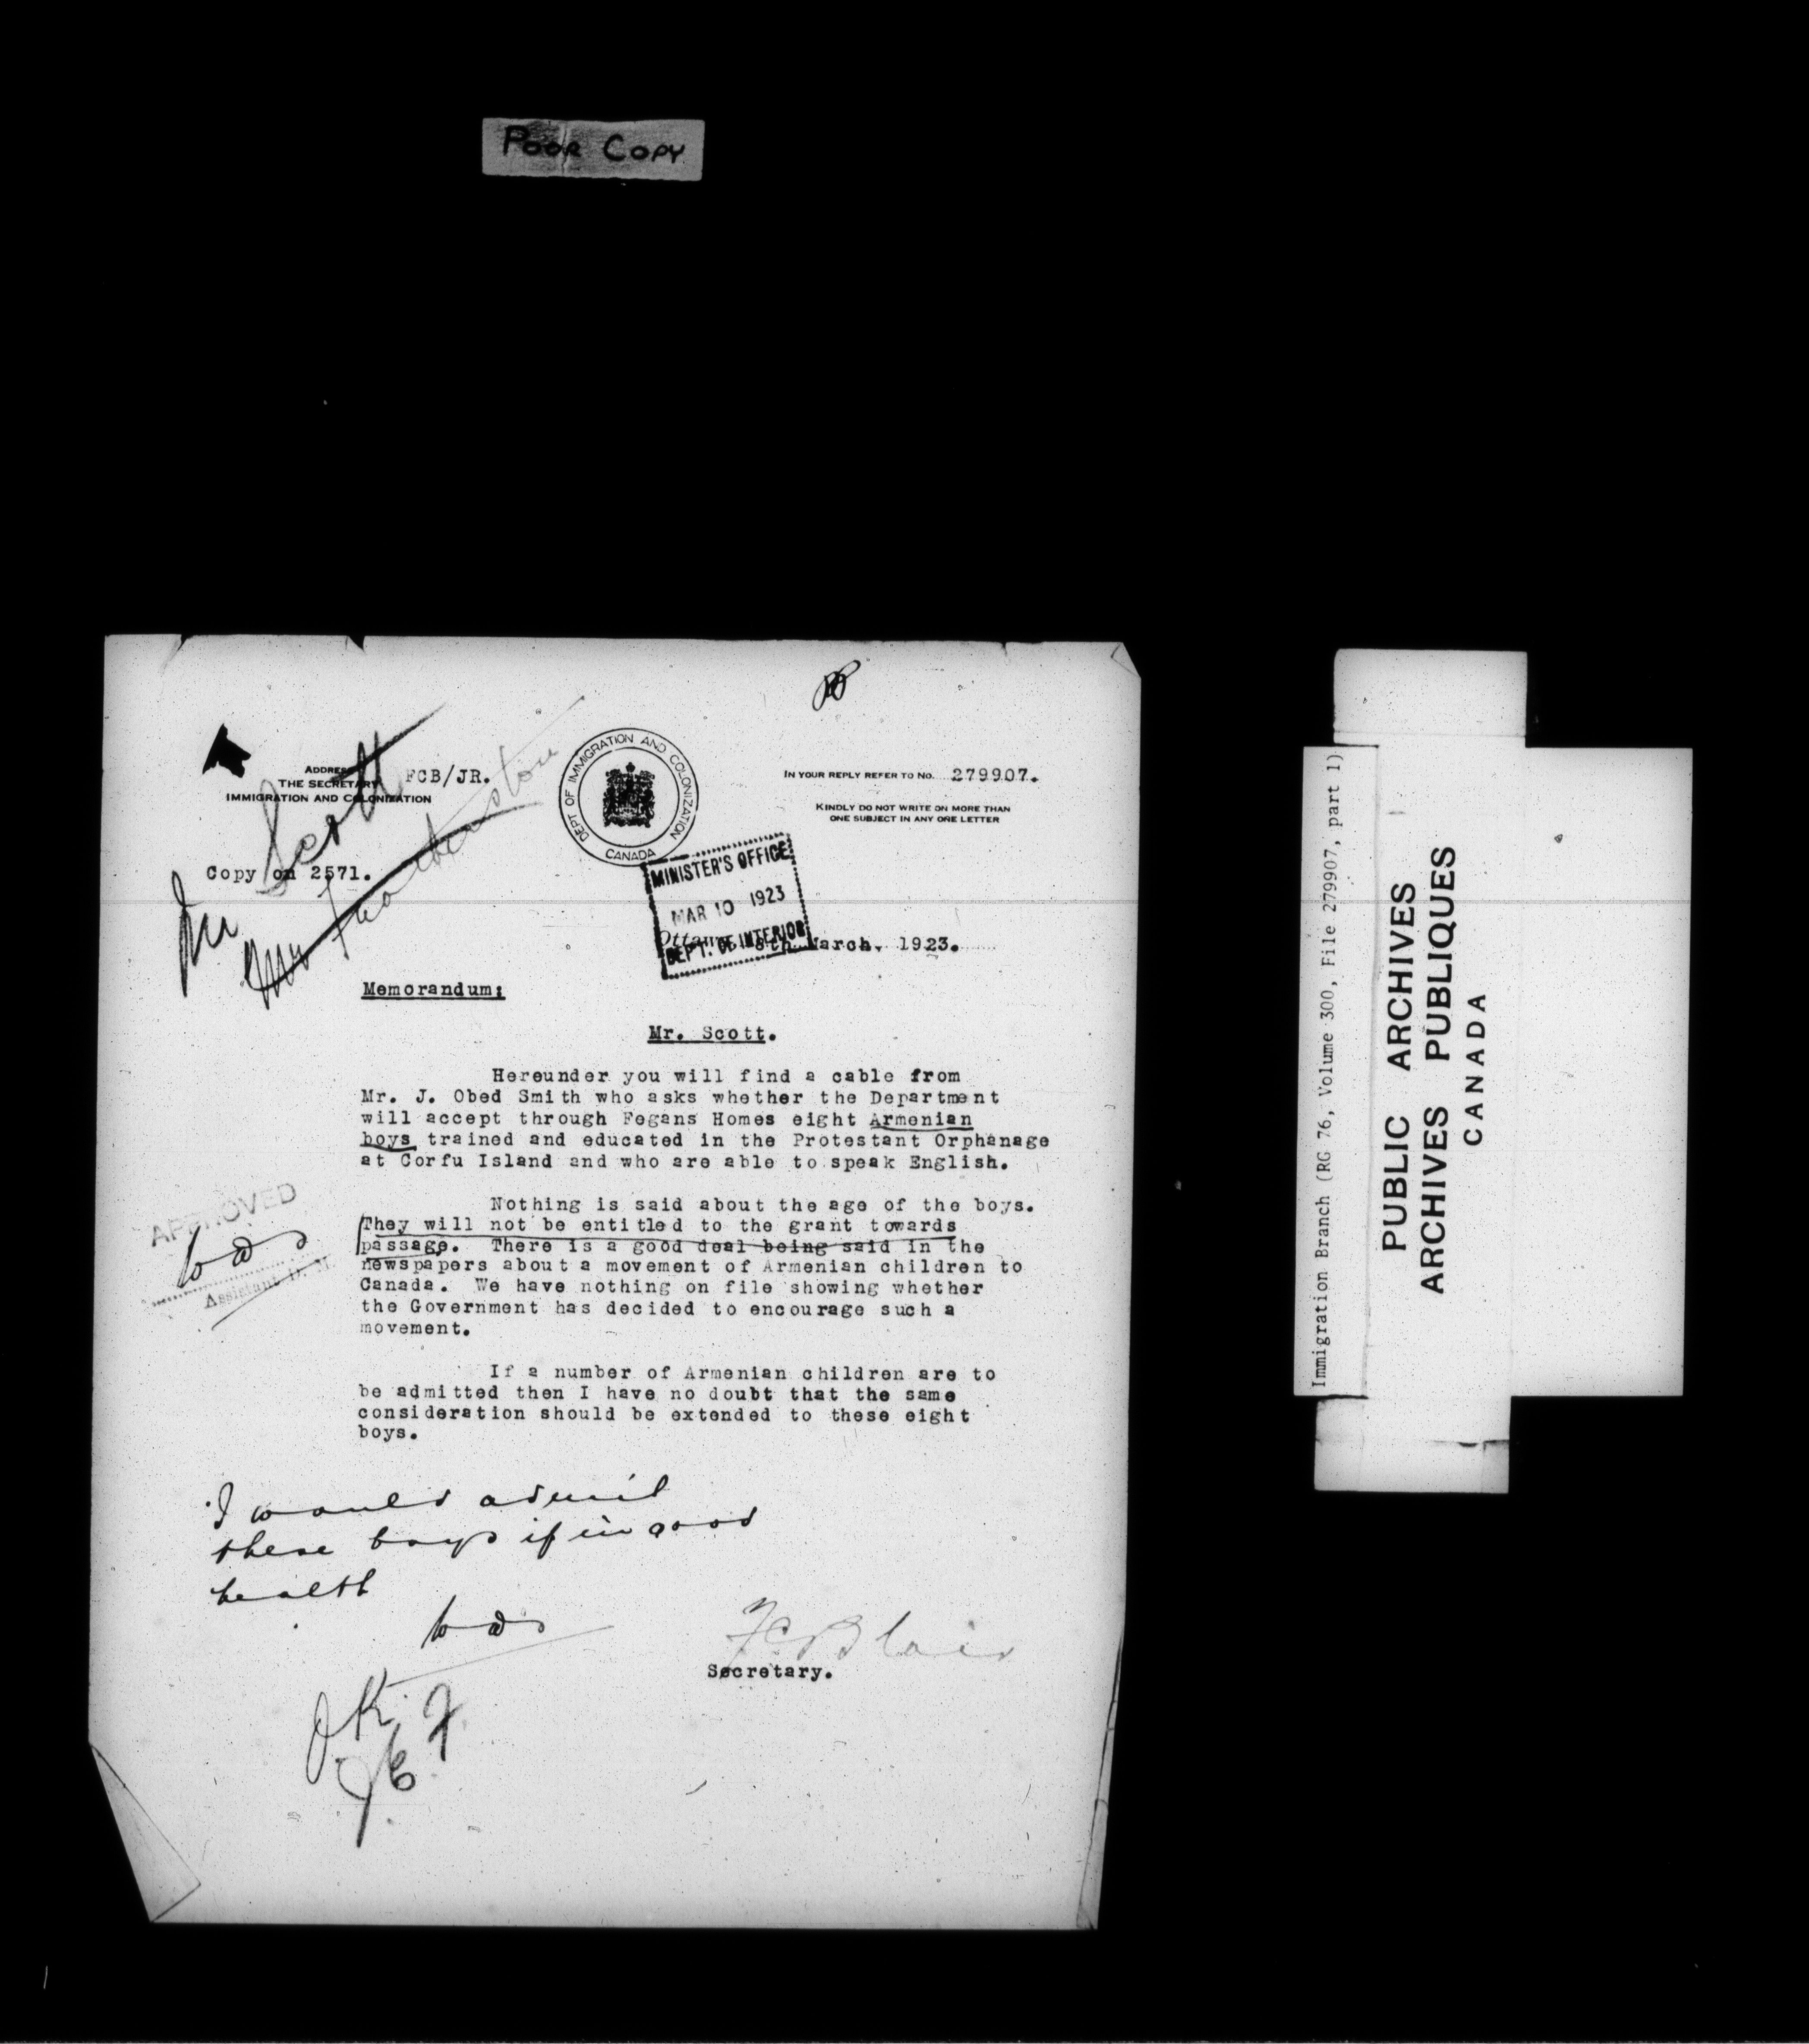 Poor Copy
Address
The Secretary
Immigration and Colonization
FCB/JR.
Mr Scott
Mr Featherston
DEPT OF IMMIGRATION AND COLONIZATION
CANADA
In your reply refer to No. 279907.
Kindly do not write on more than
one subject in any one letter
Copy on 2571.
MINISTER'S OFFICE
MAR 10 1923
DEPT. OF INTERIOR
Ottawa, 8th March, 1923.
Memorandum:
Mr. Scott.
Hereunder you will find a cable from
Mr. J. Obed Smith who asks whether the Department
will accept through Fegans Homes eight Armenian
boys trained and educated in the Protestant Orphanage
at Corfu Island and who are able to speak English.
Nothing is said about the age of the boys.
They will not be entitled to the grant towards
passage. There is a good deal being said in the
newspapers about a movement of Armenian children to
Canada. We have nothing on file showing whether
the Government has decided to encourage such a
movement.
APPROVED
Assistant D. M.
If a number of Armenian children are to
be admitted then I have no doubt that the same
consideration should be extended to these eight
boys.
I would admit
these boys if in good
health
F.C. Blair
Secretary.
OK
Immigration Branch (RG 76, Volume 300, File 279907, part 1)
PUBLIC ARCHIVES
ARCHIVES PUBLIQUES
CANADA